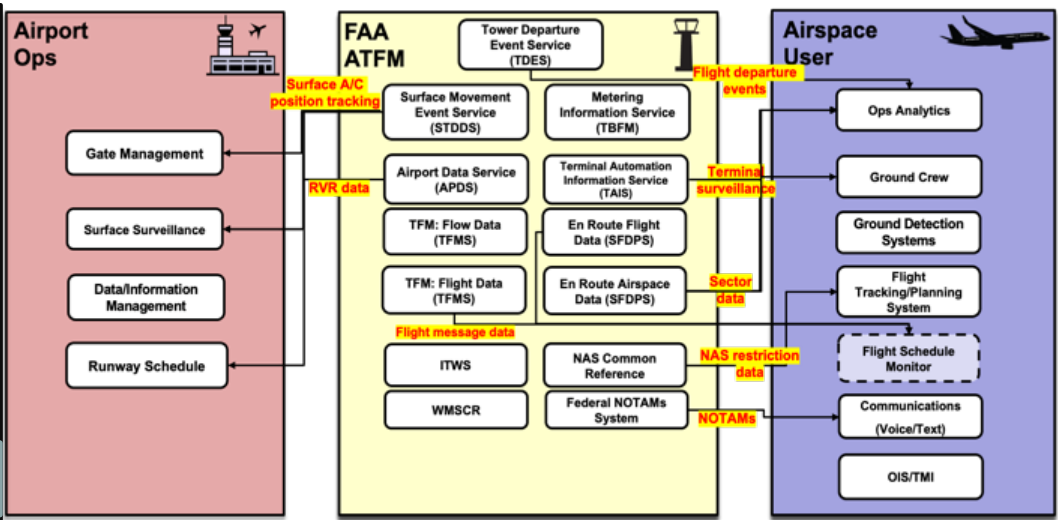 Airport
Ops
Gate Management
Surface Surveillance
Data/Information
Management
Runway Schedule
Surface A/C
position tracking
RVR data
FAA
ATFM
Tower Departure
Event Service
(TDES)
Surface Movement
Event Service
(STDDS)
Metering
Information Service
(TBFM)
Airport Data Service
(APDS)
Terminal Automation
Information Service
(TAIS)
TFM: Flow Data
(TFMS)
En Route Flight
Data (SFDPS)
TFM: Flight Data
(TFMS)
En Route Airspace
Data (SFDPS)
Flight message data
ITWS
NAS Common
Reference
WMSCR
Federal NOTAMs
System
Flight departure
events
Terminal
surveillance
Sector
data
NAS restriction
data
NOTAMs
Airspace
User
Ops Analytics
Ground Crew
Ground Detection
Systems
Flight
Tracking/Planning
System
Flight Schedule
Monitor
Communications
(Voice/Text)
OIS/TMI